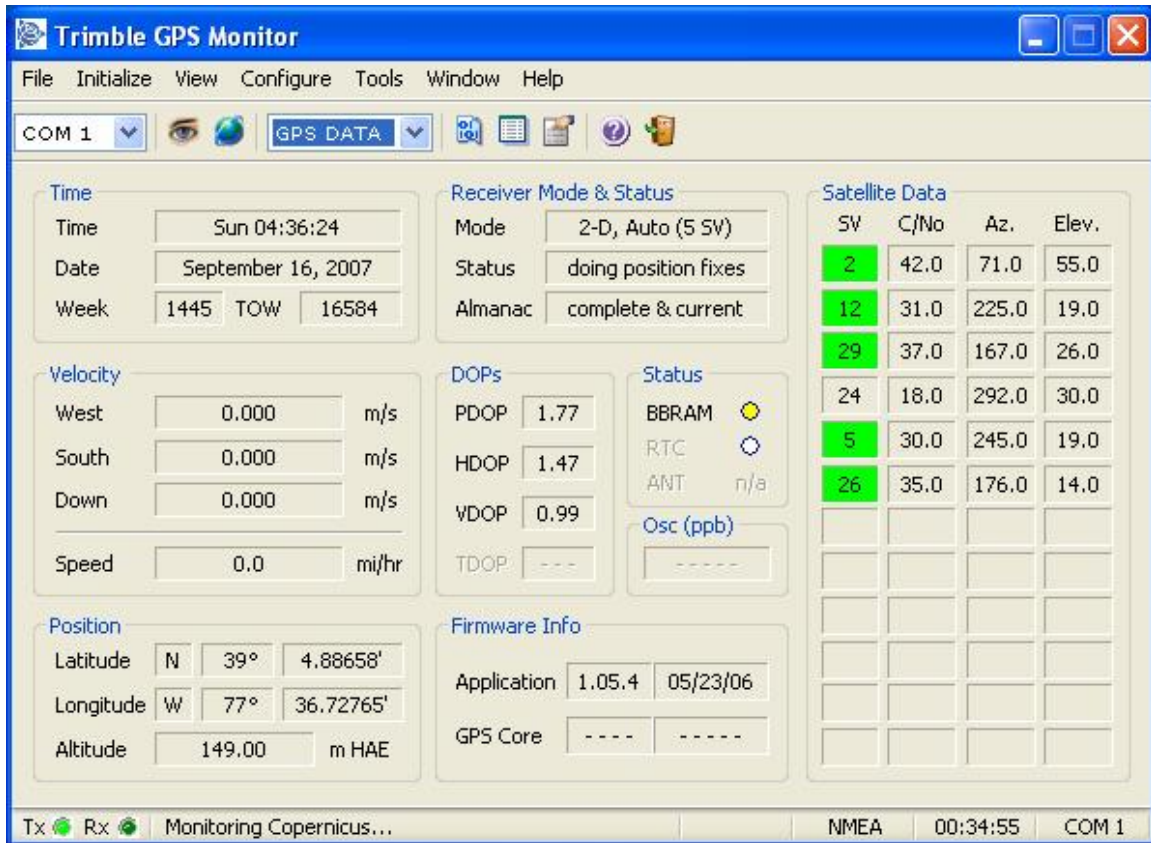 Trimble GPS Monitor
File Initialize View Configure Tools Window Help
COM 1 GPS DATA
Time
Time Sun 04:36:24
Date September 16, 2007
Week 1445 TOW 16584
Receiver Mode & Status
Mode 2-D, Auto (5 SV)
Status doing position fixes
Almanac complete & current
Velocity
West 0.000 m/s
South 0.000 m/s
Down 0.000 m/s
Speed 0.0 mi/hr
DOPs
PDOP 1.77
HDOP 1.47
VDOP 0.99
TDOP ---
Status
BBRAM
RTC
ANT n/a
Osc (ppb)
-----
Position
Latitude N 39° 4.88658'
Longitude W 77° 36.72765'
Altitude 149.00 m HAE
Firmware Info
Application 1.05.4 05/23/06
GPS Core ---- -----
Satellite Data
SV C/No Az. Elev.
2 42.0 71.0 55.0
12 31.0 225.0 19.0
29 37.0 167.0 26.0
24 18.0 292.0 30.0
5 30.0 245.0 19.0
26 35.0 176.0 14.0
Tx Rx Monitoring Copernicus... NMEA 00:34:55 COM 1